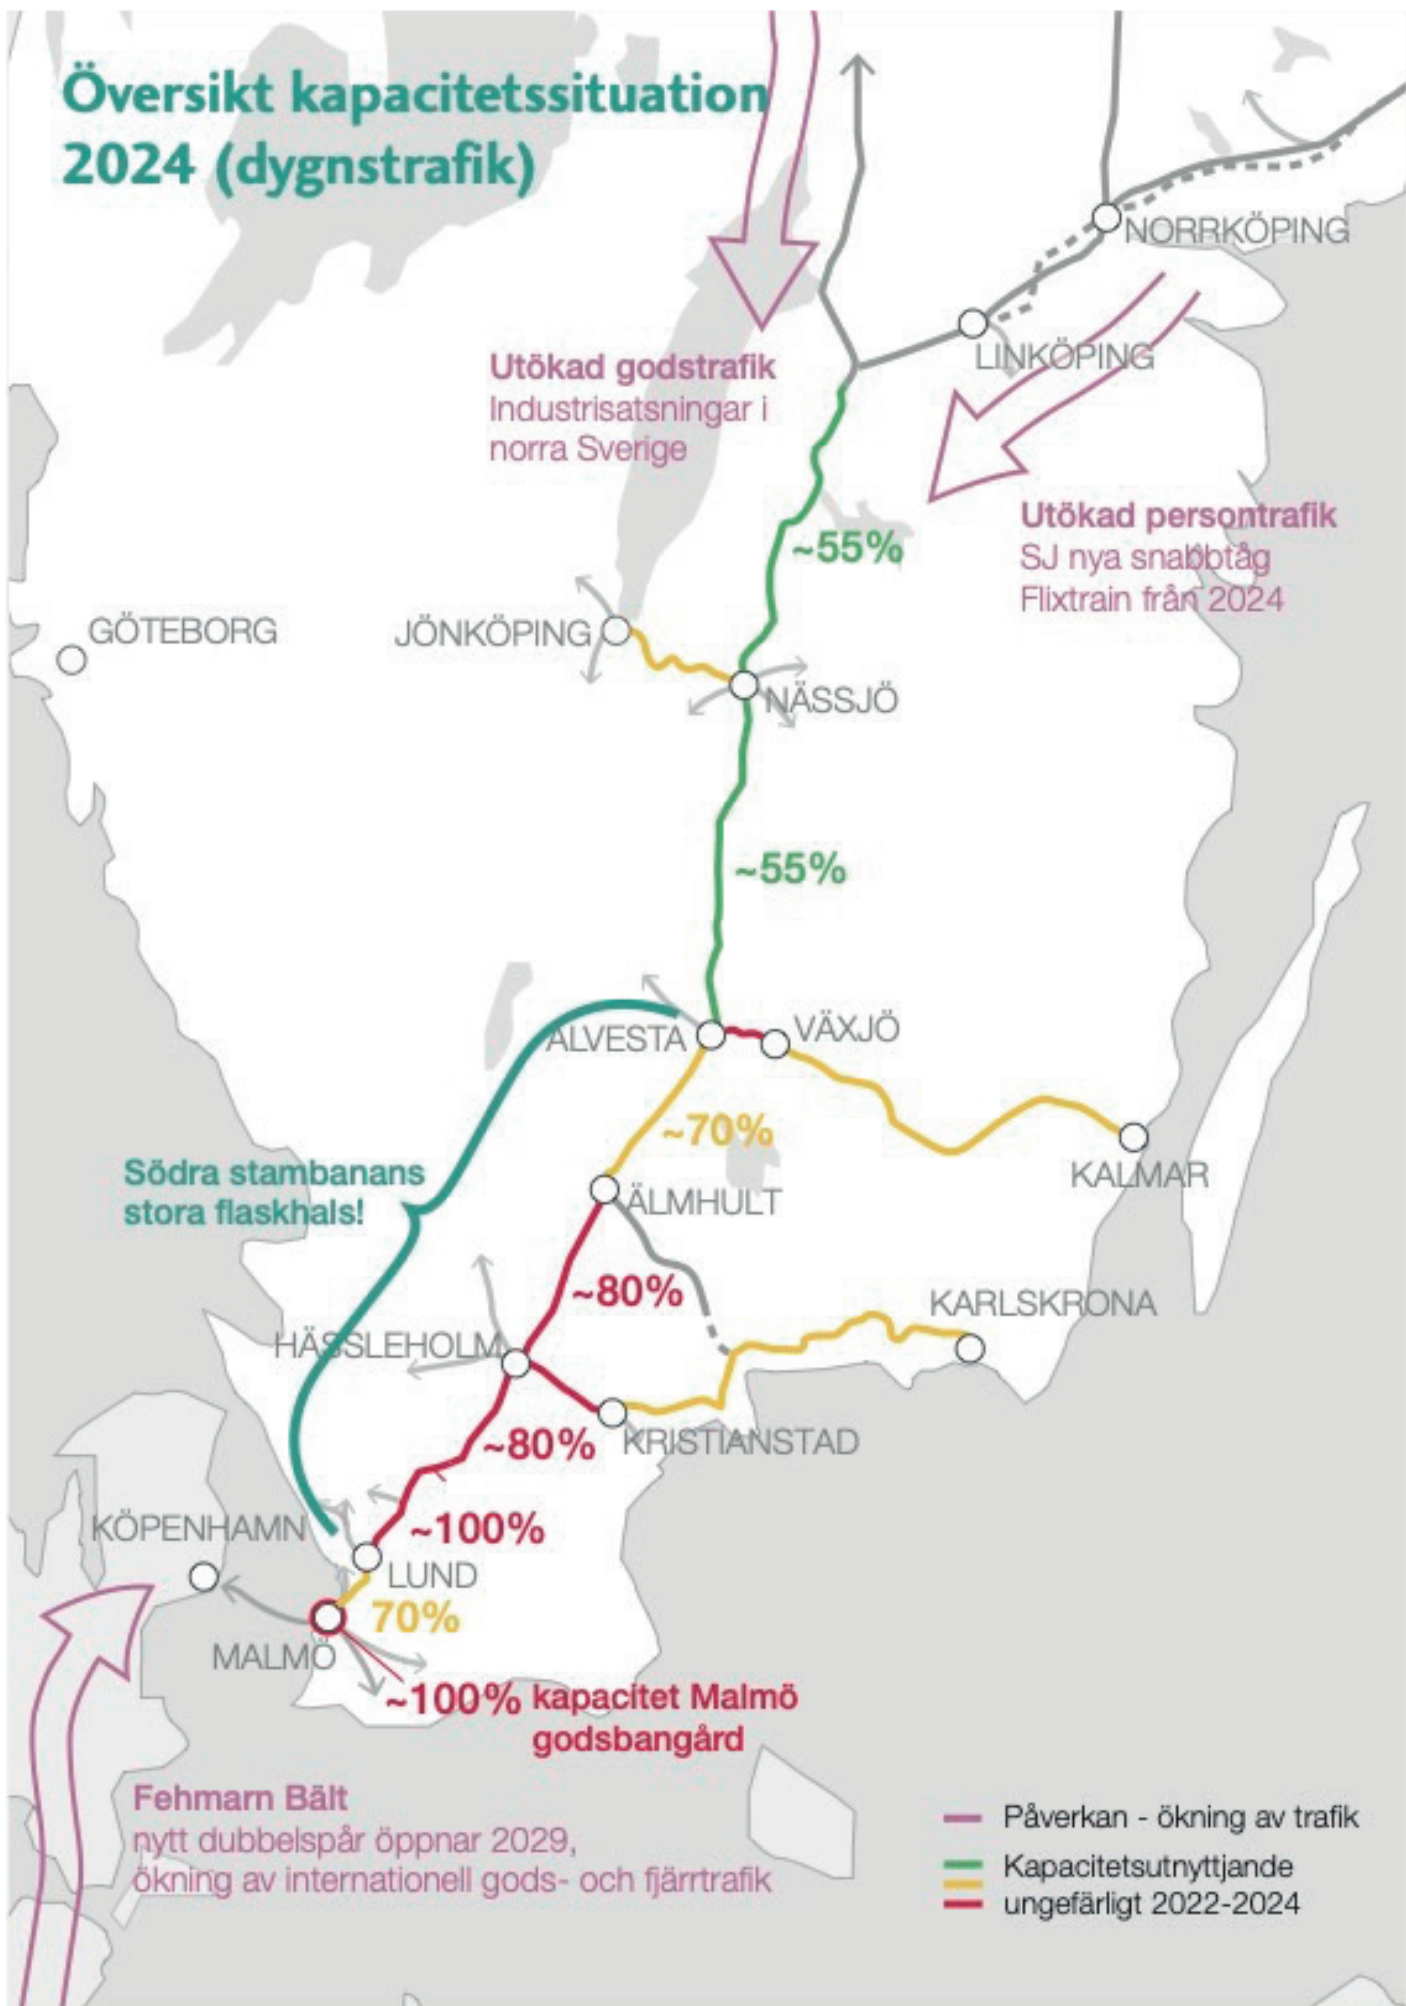 Översikt kapacitetssituation
2024 (dygnstrafik)
NORRKÖPING
LINKÖPING
Utökad godstrafik
Industrisatsningar i
norra Sverige
Utökad persontrafik
SJ nya snabbtåg
Flixtrain från 2024
~55%
GÖTEBORG
JÖNKÖPING
NÄSSJÖ
~55%
ALVESTA
VÄXJÖ
~70%
Södra stambanans
stora flaskhals!
KALMAR
ÄLMHULT
~80%
KARLSKRONA
HÄSSLEHOLM
~80%
KRISTIANSTAD
KÖPENHAMN
~100%
LUND
70%
MALMÖ
~100% kapacitet Malmö
godsbangård
Fehmarn Bält
nytt dubbelspår öppnar 2029,
ökning av internationell gods- och fjärrtrafik
Påverkan - ökning av trafik
Kapacitetsutnyttjande
ungefärligt 2022-2024